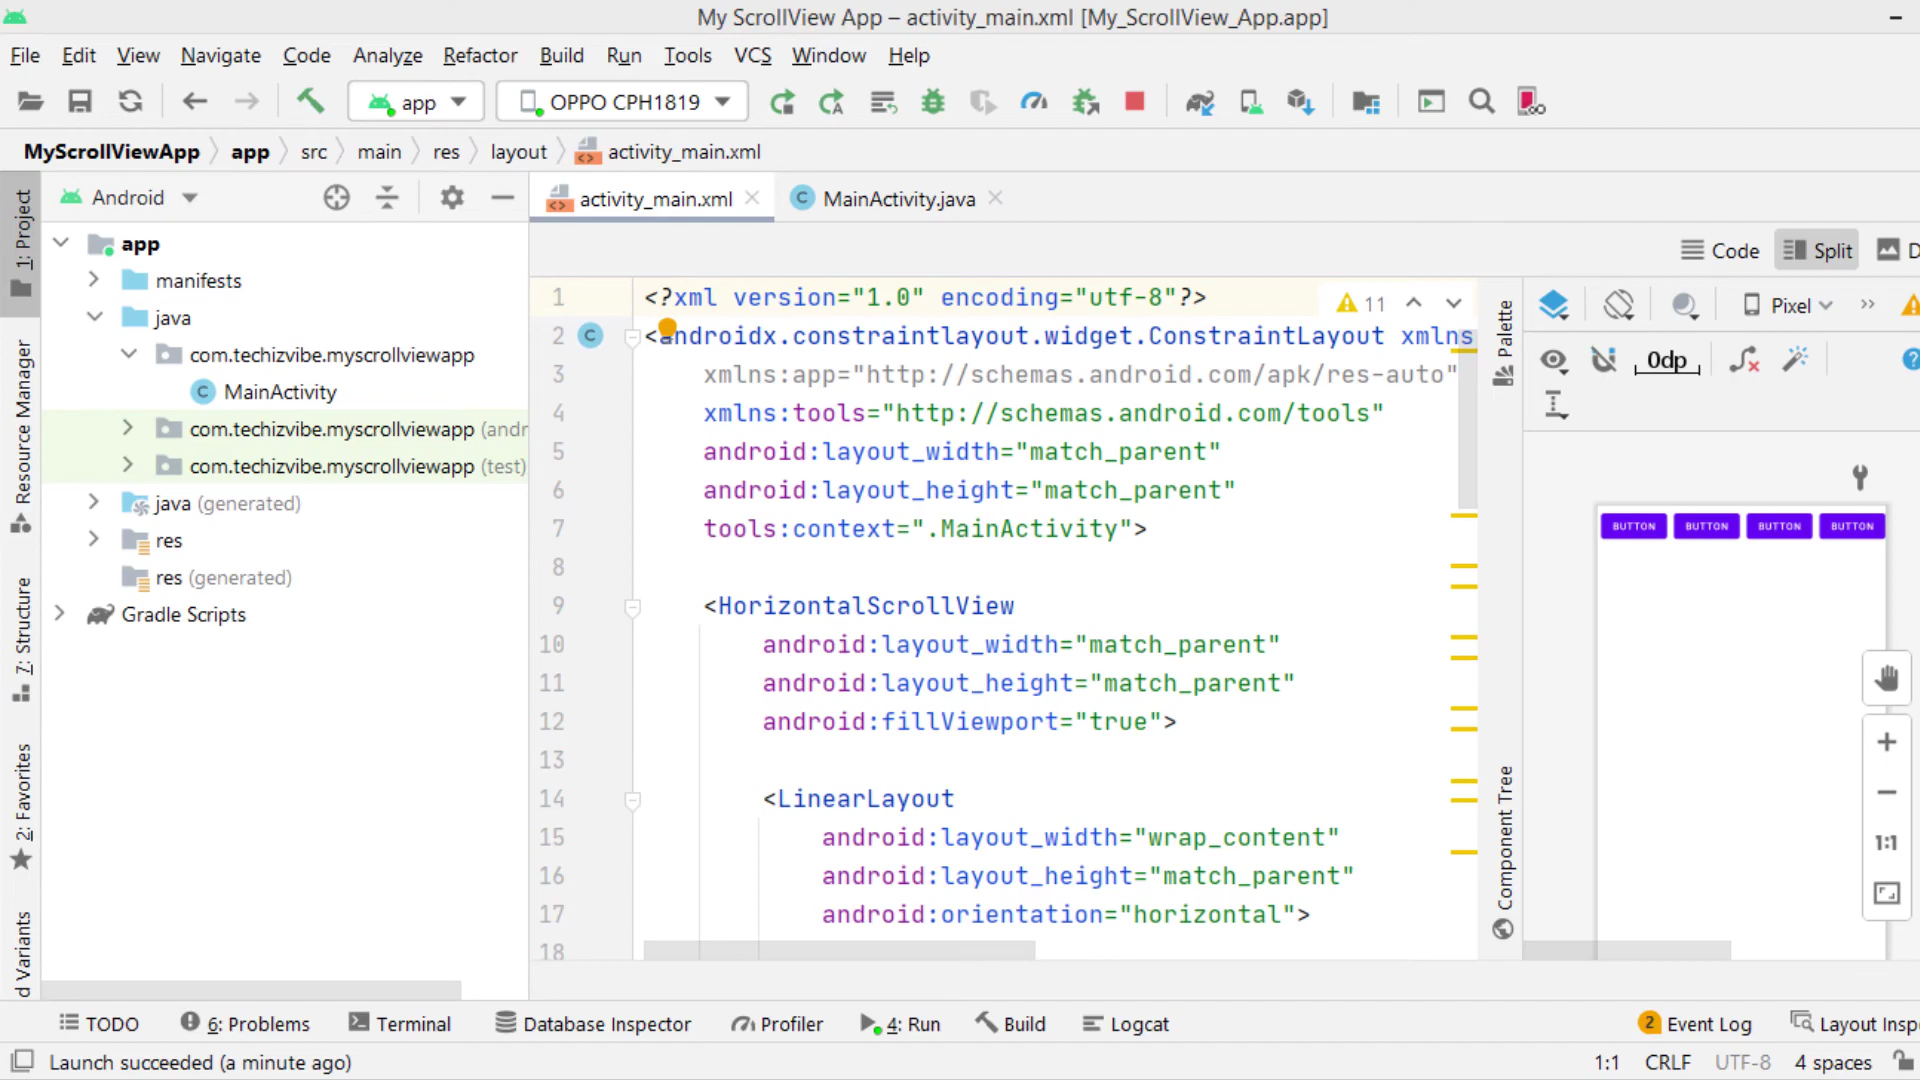 My ScrollView App – activity_main.xml [My_ScrollView_App.app]
File Edit View Navigate Code Analyze Refactor Build Run Tools VCS Window Help
app OPPO CPH1819
MyScrollViewApp app src main res layout activity_main.xml
1: Project
Resource Manager
7: Structure
2: Favorites
d Variants
Android
app
manifests
java
com.techizvibe.myscrollviewapp
MainActivity
com.techizvibe.myscrollviewapp (andr
com.techizvibe.myscrollviewapp (test)
java (generated)
res
res (generated)
Gradle Scripts
activity_main.xml MainActivity.java
Code Split D
11
1 <?xml version="1.0" encoding="utf-8"?>
2 <androidx.constraintlayout.widget.ConstraintLayout xmlns
3 xmlns:app="http://schemas.android.com/apk/res-auto"
4 xmlns:tools="http://schemas.android.com/tools"
5 android:layout_width="match_parent"
6 android:layout_height="match_parent"
7 tools:context=".MainActivity">
8
9 <HorizontalScrollView
10 android:layout_width="match_parent"
11 android:layout_height="match_parent"
12 android:fillViewport="true">
13
14 <LinearLayout
15 android:layout_width="wrap_content"
16 android:layout_height="match_parent"
17 android:orientation="horizontal">
18
Palette
Component Tree
Pixel
0dp
BUTTON BUTTON BUTTON BUTTON
1:1
TODO 6: Problems Terminal Database Inspector Profiler 4: Run Build Logcat 2 Event Log Layout Insp
Launch succeeded (a minute ago) 1:1 CRLF UTF-8 4 spaces